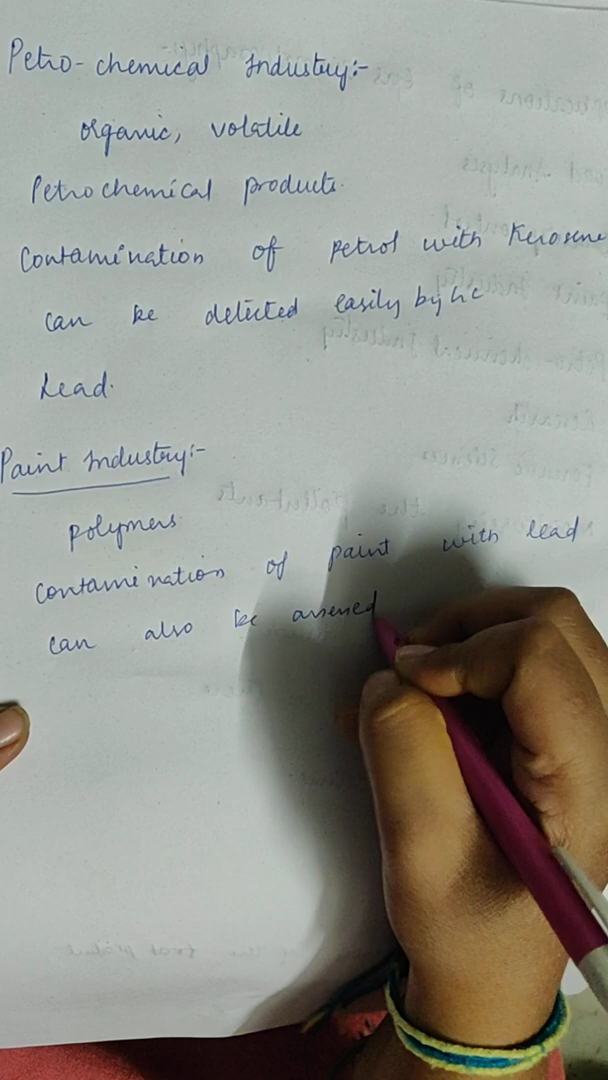 Petro-chemical Industry:-
organic, volatile
Petrochemical products.
Contamination of petrol with Kerosene
can be detected easily by GC
Lead.
Paint Industry:-
Polymers
Contamination of paint with lead
can also be assessed